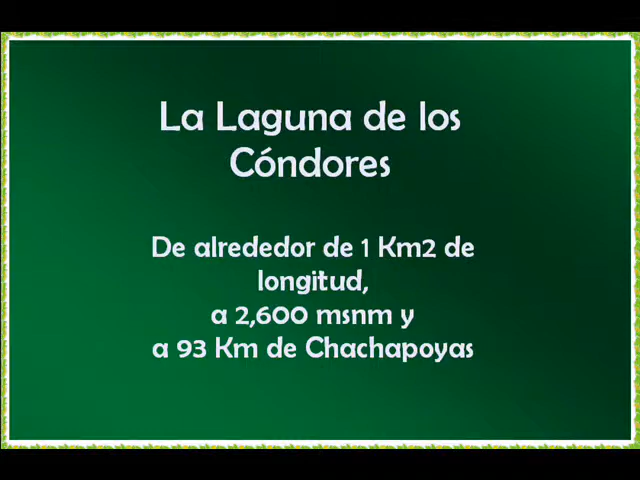 La Laguna de los
Cóndores
De alrededor de 1 Km2 de
longitud,
a 2,600 msnm y
a 93 Km de Chachapoyas